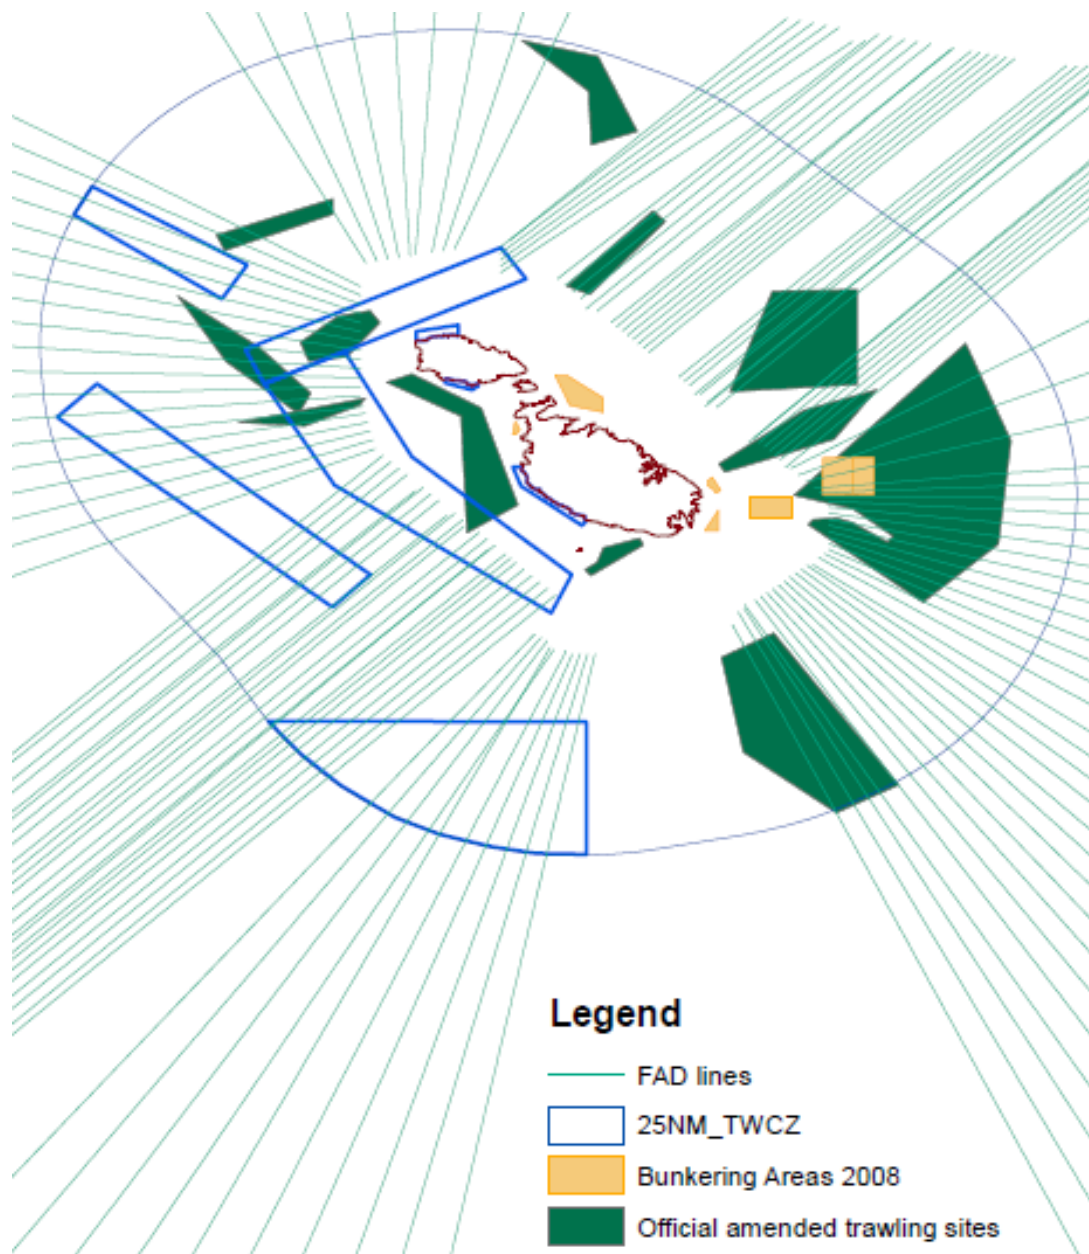 Legend
FAD lines
25NM_TWCZ
Bunkering Areas 2008
Official amended trawling sites